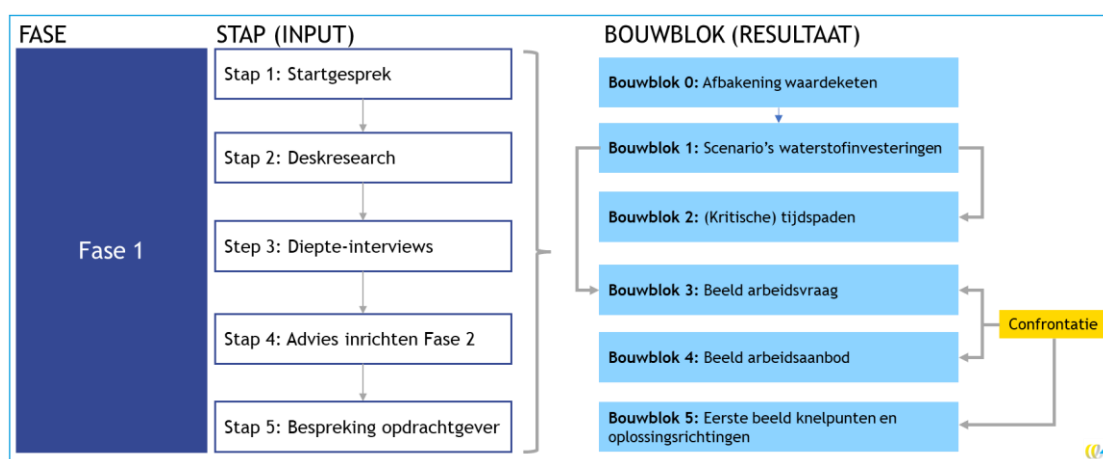 FASE
STAP (INPUT)
BOUWBLOK (RESULTAAT)
Fase 1
Stap 1: Startgesprek
Stap 2: Deskresearch
Step 3: Diepte-interviews
Stap 4: Advies inrichten Fase 2
Stap 5: Bespreking opdrachtgever
Bouwblok 0: Afbakening waardeketen
Bouwblok 1: Scenario's waterstofinvesteringen
Bouwblok 2: (Kritische) tijdspaden
Bouwblok 3: Beeld arbeidsvraag
Bouwblok 4: Beeld arbeidsaanbod
Bouwblok 5: Eerste beeld knelpunten en
oplossingsrichtingen
Confrontatie